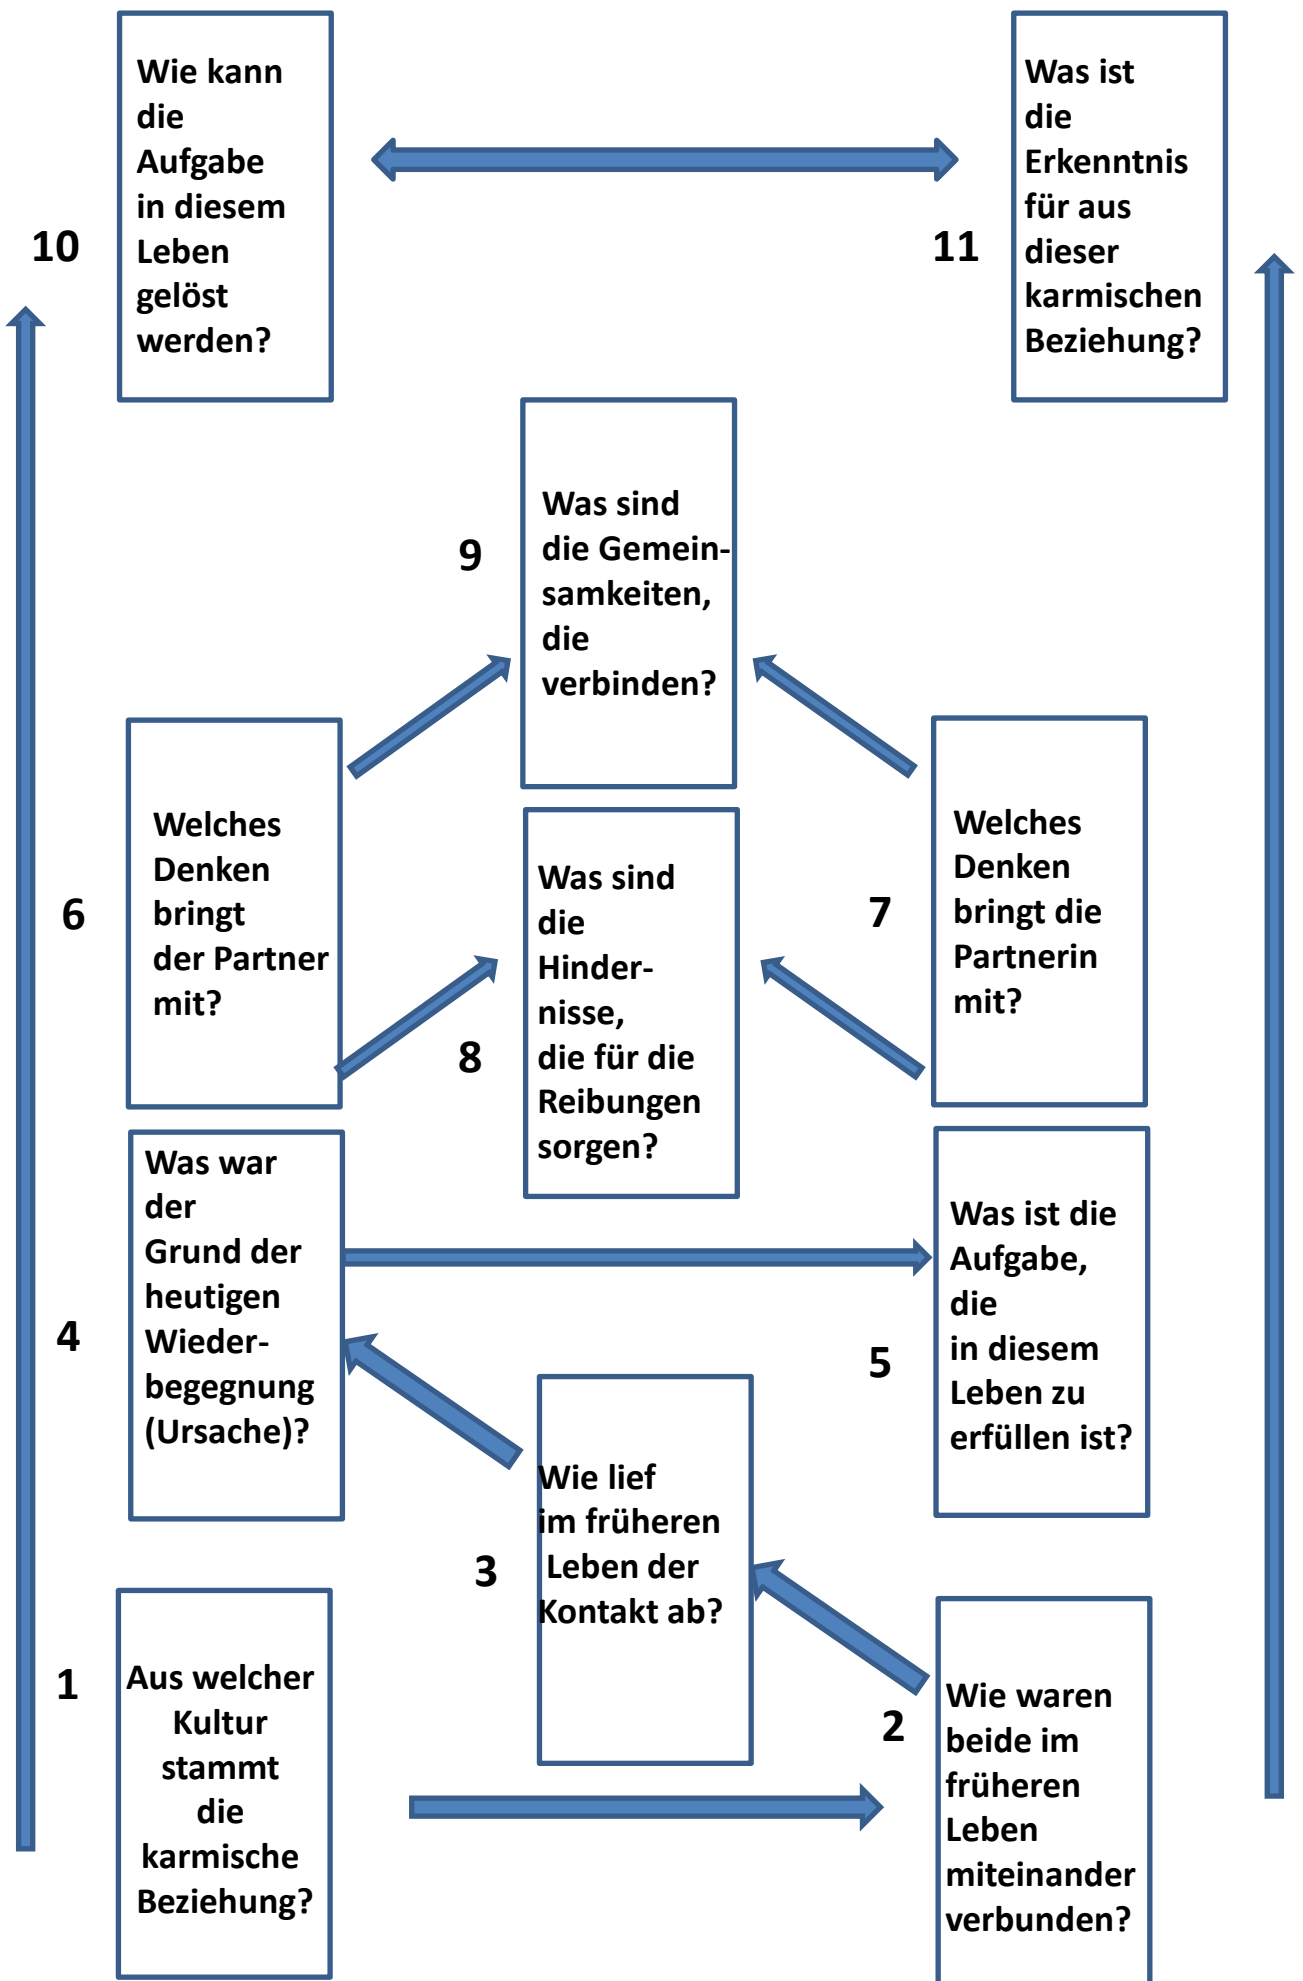 Wie kann
die
Aufgabe
in diesem
Leben
gelöst
werden?
10
Was ist
die
Erkenntnis
für aus
dieser
karmischen
Beziehung?
11
Was sind
die Gemein-
samkeiten,
die
verbinden?
9
Welches
Denken
bringt
der Partner
mit?
6
Was sind
die
Hinder-
nisse,
die für die
Reibungen
sorgen?
8
Welches
Denken
bringt die
Partnerin
mit?
7
Was war
der
Grund der
heutigen
Wieder-
begegnung
(Ursache)?
4
Was ist die
Aufgabe,
die
in diesem
Leben zu
erfüllen ist?
5
Wie lief
im früheren
Leben der
Kontakt ab?
3
Aus welcher
Kultur
stammt
die
karmische
Beziehung?
1
Wie waren
beide im
früheren
Leben
miteinander
verbunden?
2